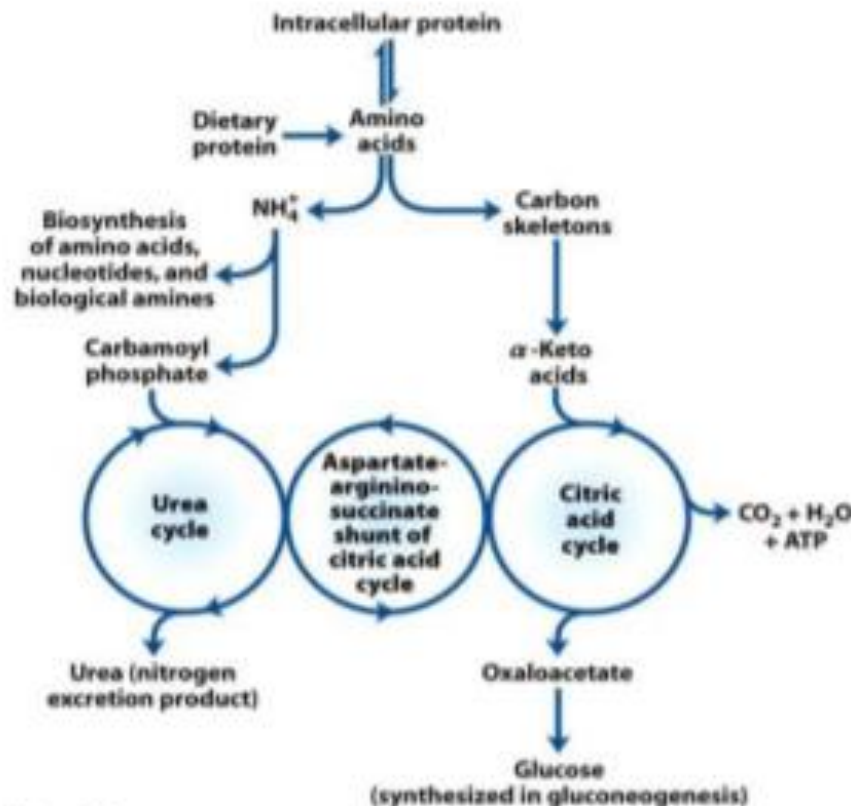 Intracellular protein
Dietary
protein
Amino
acids
NH₄⁺
Carbon
skeletons
Biosynthesis
of amino acids,
nucleotides, and
biological amines
Carbamoyl
phosphate
α-Keto
acids
Urea
cycle
Aspartate-
arginino-
succinate
shunt of
citric acid
cycle
Citric
acid
cycle
CO₂ + H₂O
+ ATP
Urea (nitrogen
excretion product)
Oxaloacetate
Glucose
(synthesized in gluconeogenesis)